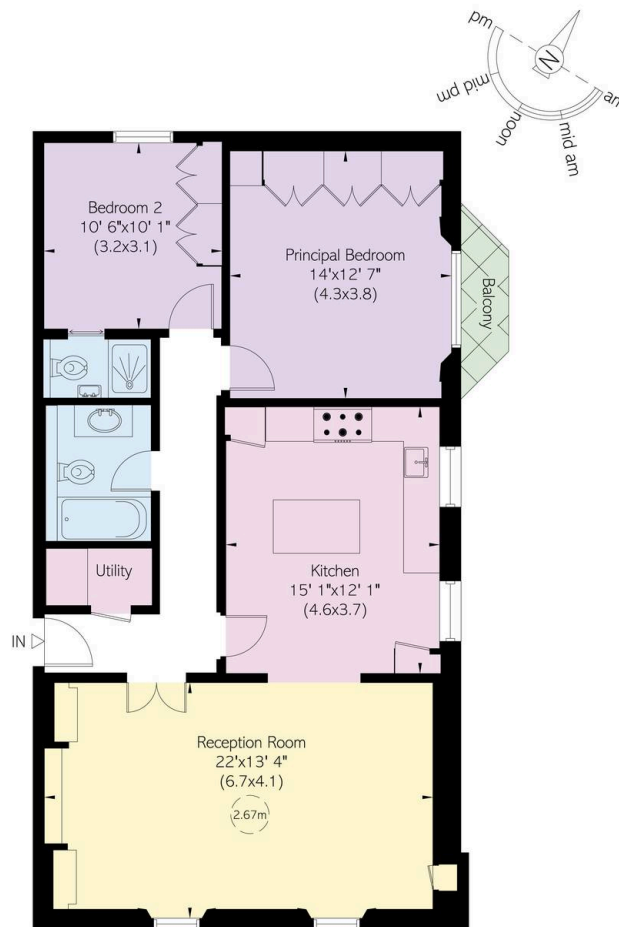 pm
mid pm
noon
mid am
N
Bedroom 2
10' 6"x10' 1"
(3.2x3.1)
Principal Bedroom
14'x12' 7"
(4.3x3.8)
Balcony
Utility
Kitchen
15' 1"x12' 1"
(4.6x3.7)
IN
Reception Room
22'x13' 4"
(6.7x4.1)
2.67m